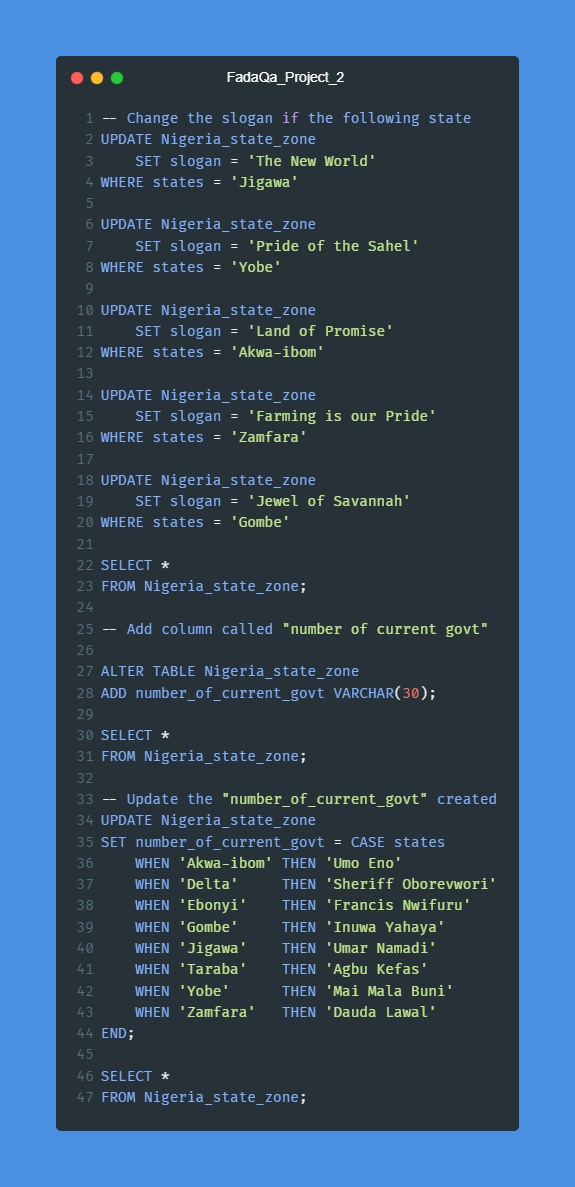 FadaQa_Project_2
1 -- Change the slogan if the following state
2 UPDATE Nigeria_state_zone
3     SET slogan = 'The New World'
4 WHERE states = 'Jigawa'
5
6 UPDATE Nigeria_state_zone
7     SET slogan = 'Pride of the Sahel'
8 WHERE states = 'Yobe'
9
10 UPDATE Nigeria_state_zone
11     SET slogan = 'Land of Promise'
12 WHERE states = 'Akwa-ibom'
13
14 UPDATE Nigeria_state_zone
15     SET slogan = 'Farming is our Pride'
16 WHERE states = 'Zamfara'
17
18 UPDATE Nigeria_state_zone
19     SET slogan = 'Jewel of Savannah'
20 WHERE states = 'Gombe'
21
22 SELECT *
23 FROM Nigeria_state_zone;
24
25 -- Add column called "number of current govt"
26
27 ALTER TABLE Nigeria_state_zone
28 ADD number_of_current_govt VARCHAR(30);
29
30 SELECT *
31 FROM Nigeria_state_zone;
32
33 -- Update the "number_of_current_govt" created
34 UPDATE Nigeria_state_zone
35 SET number_of_current_govt = CASE states
36     WHEN 'Akwa-ibom' THEN 'Umo Eno'
37     WHEN 'Delta'     THEN 'Sheriff Oborevwori'
38     WHEN 'Ebonyi'    THEN 'Francis Nwifuru'
39     WHEN 'Gombe'     THEN 'Inuwa Yahaya'
40     WHEN 'Jigawa'    THEN 'Umar Namadi'
41     WHEN 'Taraba'    THEN 'Agbu Kefas'
42     WHEN 'Yobe'      THEN 'Mai Mala Buni'
43     WHEN 'Zamfara'   THEN 'Dauda Lawal'
44 END;
45
46 SELECT *
47 FROM Nigeria_state_zone;